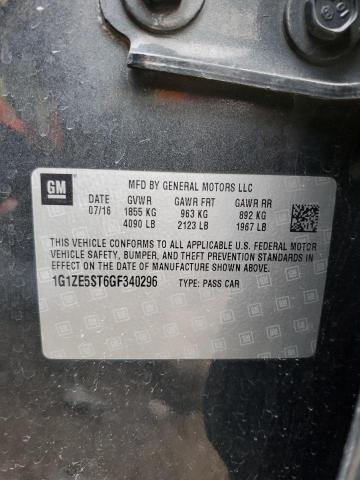 GM
MFD BY GENERAL MOTORS LLC
DATE GVWR GAWR FRT GAWR RR
07/16 1855 KG 963 KG 892 KG
4090 LB 2123 LB 1967 LB
THIS VEHICLE CONFORMS TO ALL APPLICABLE U.S. FEDERAL MOTOR
VEHICLE SAFETY, BUMPER, AND THEFT PREVENTION STANDARDS IN
EFFECT ON THE DATE OF MANUFACTURE SHOWN ABOVE.
1G1ZE5ST6GF340296 TYPE: PASS CAR